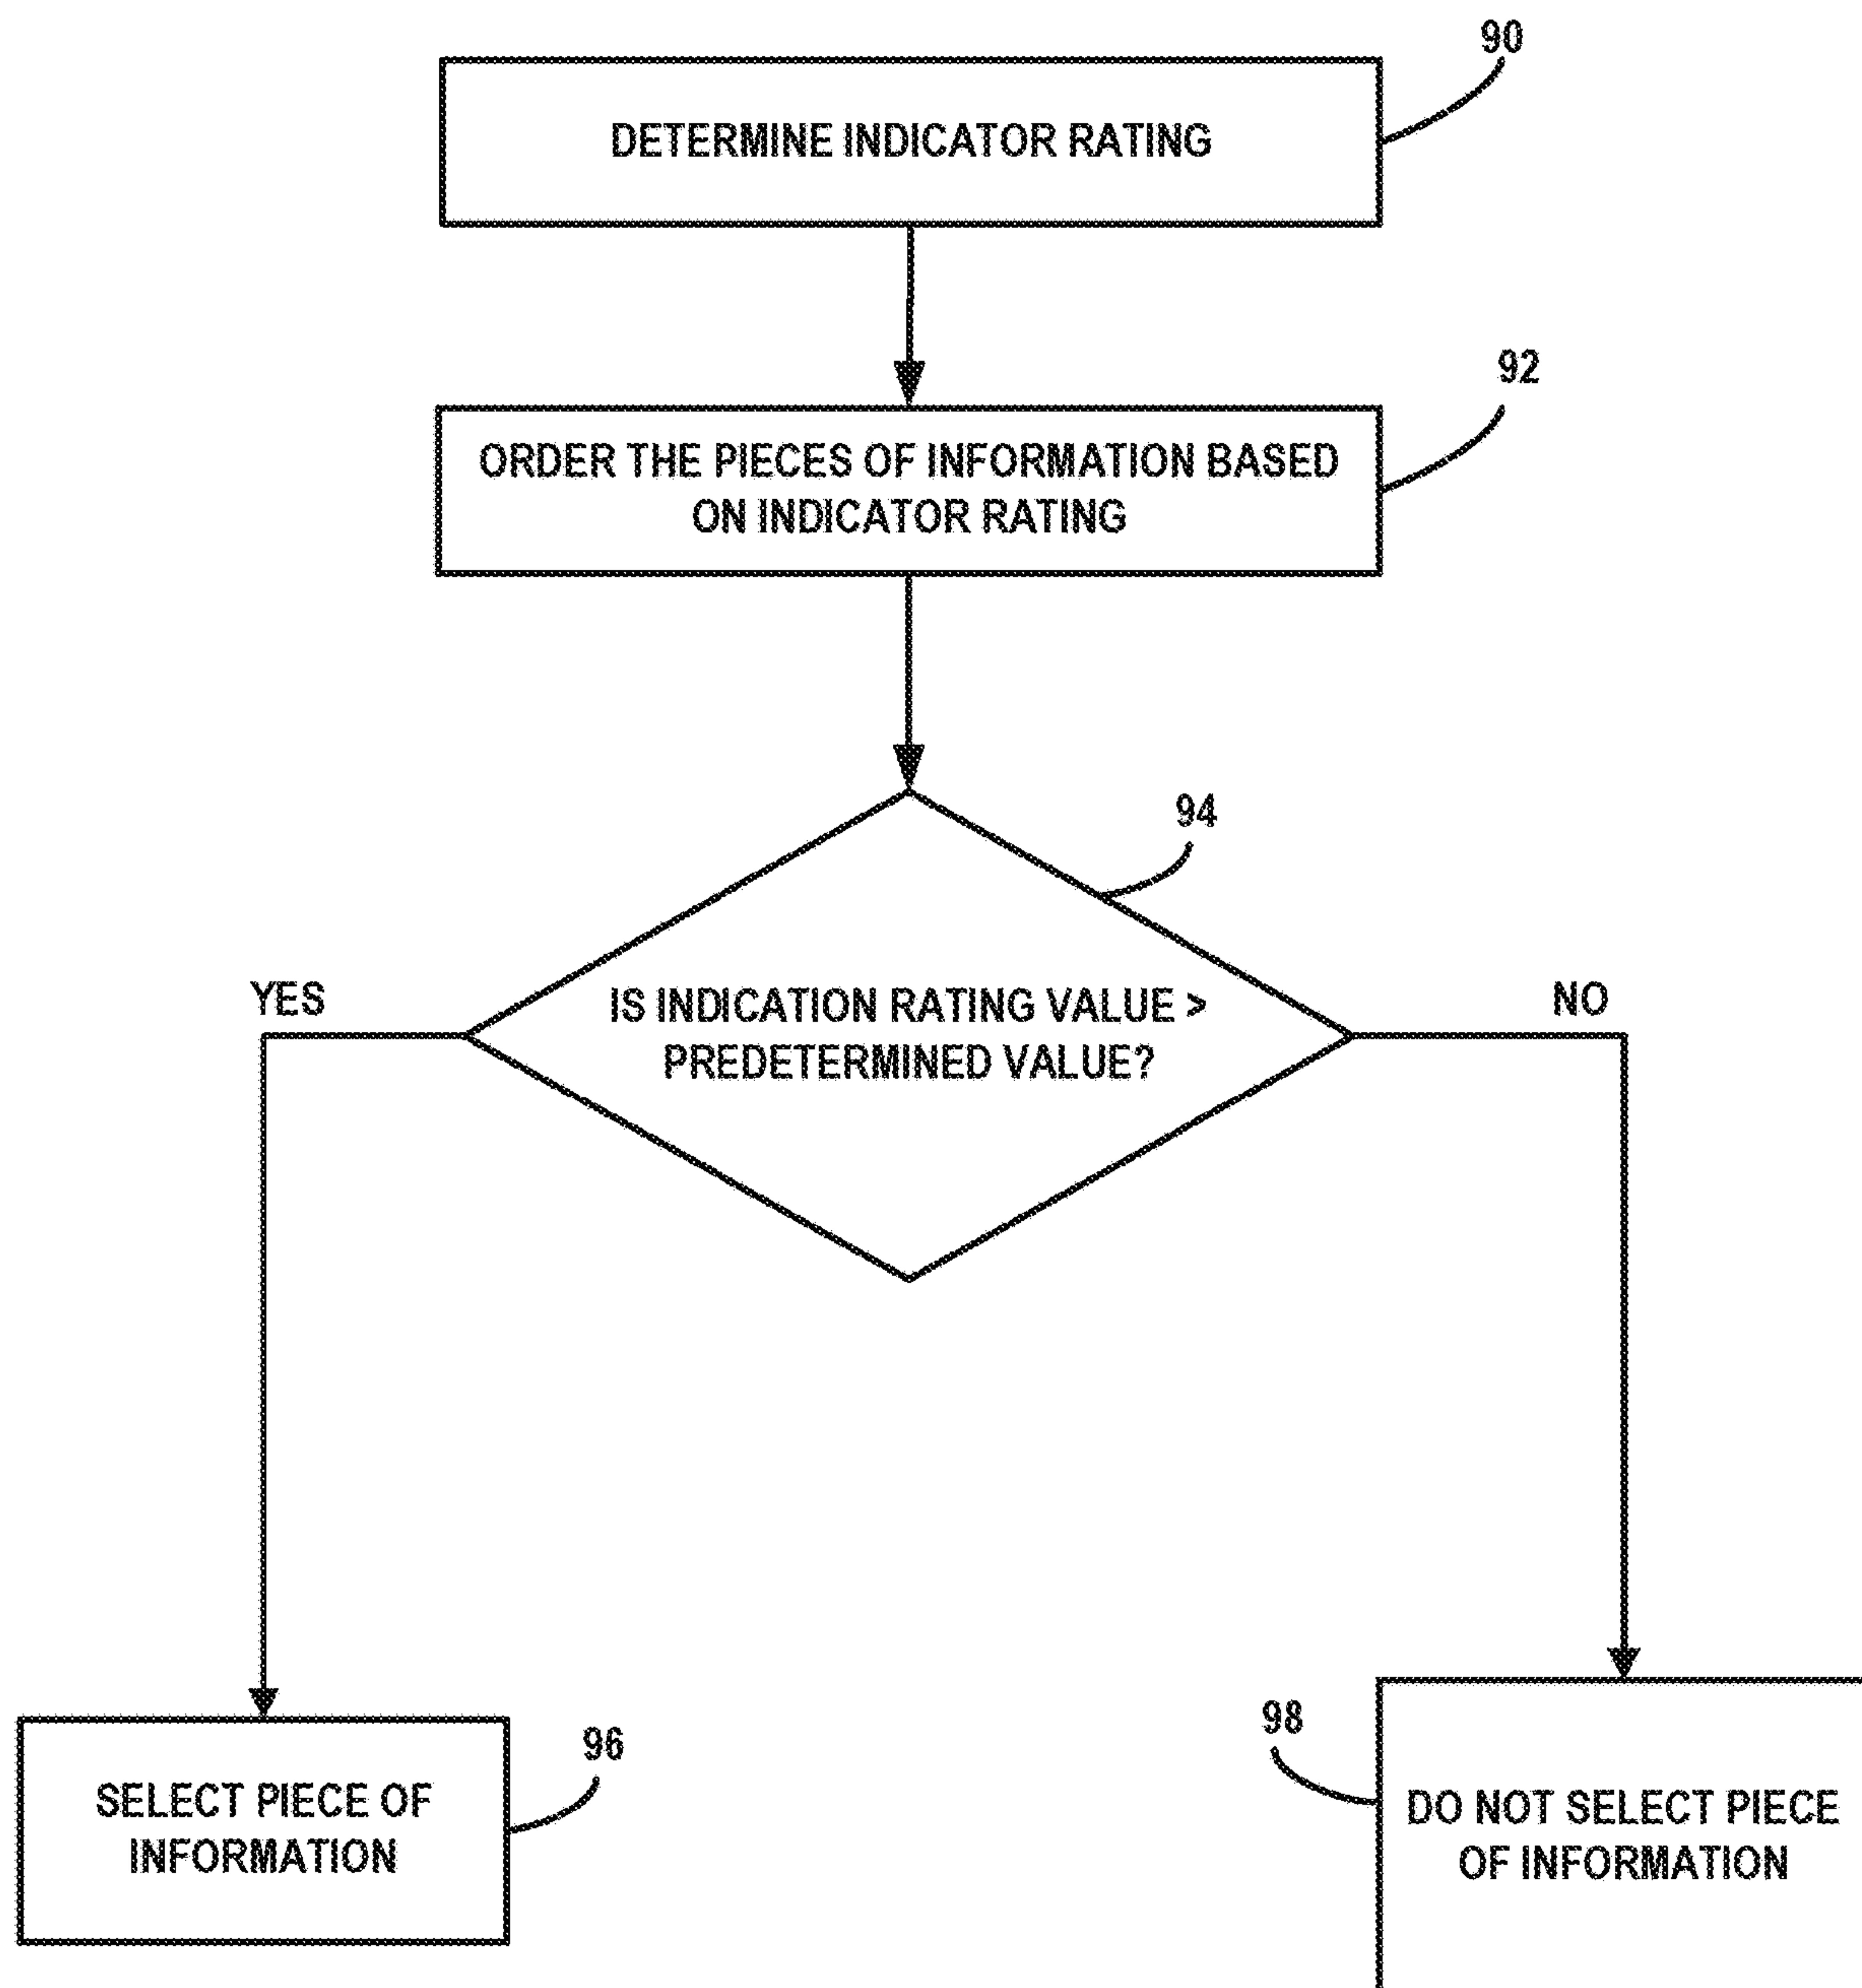 90
DETERMINE INDICATOR RATING
92
ORDER THE PIECES OF INFORMATION BASED
ON INDICATOR RATING
94
YES
IS INDICATION RATING VALUE >
PREDETERMINED VALUE?
NO
96
SELECT PIECE OF
INFORMATION
98
DO NOT SELECT PIECE
OF INFORMATION